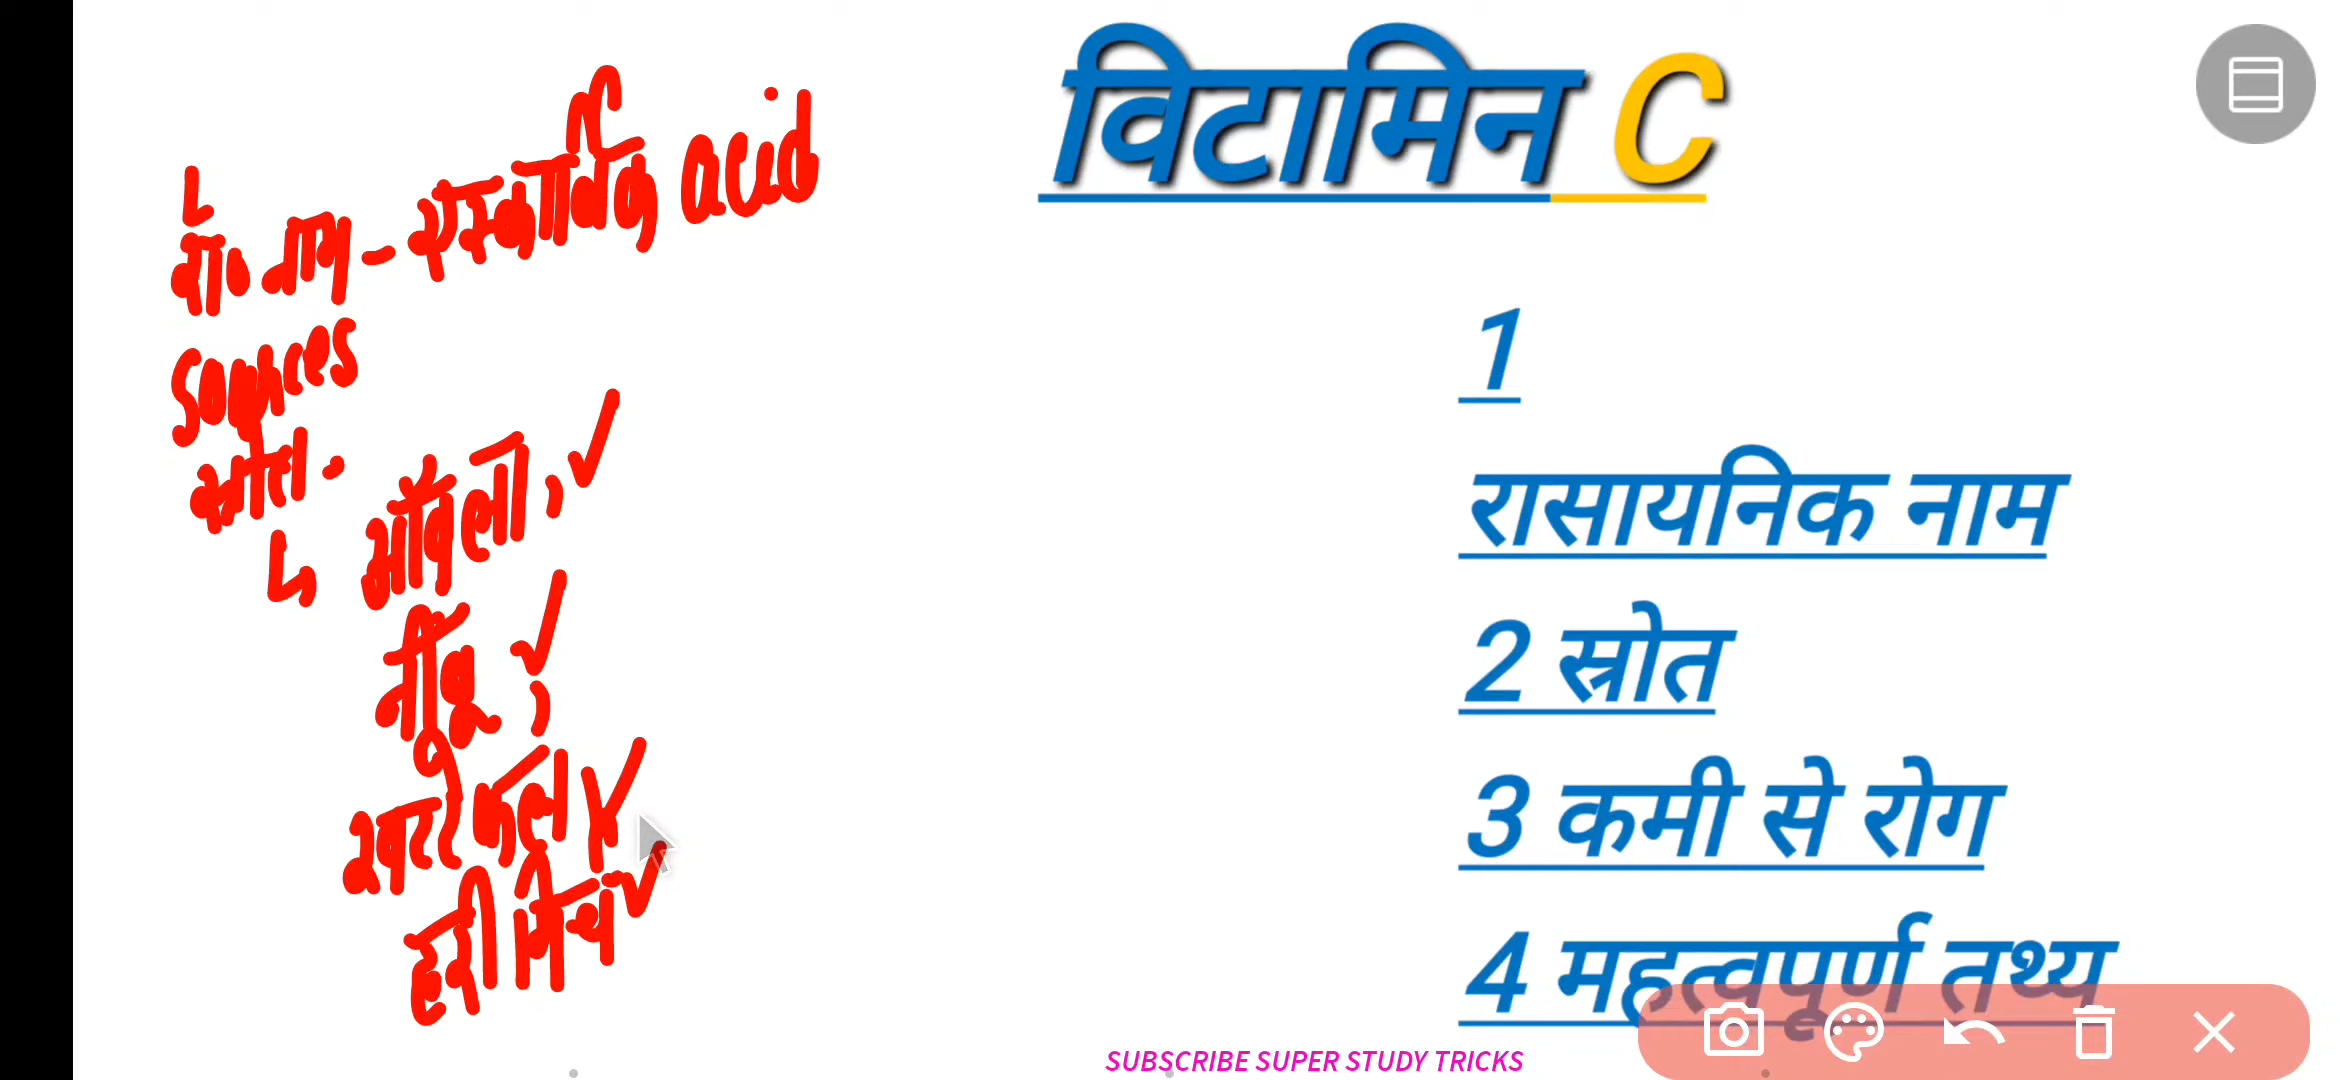 विटामिन C
रा० नाम - एस्कार्बिक acid
Sources
स्रोत -
आँवला,
नींबू,
खट्टे फल
हरी मिर्च
1
रासायनिक नाम
2 स्रोत
3 कमी से रोग
4 महत्वपूर्ण तथ्य
SUBSCRIBE SUPER STUDY TRICKS